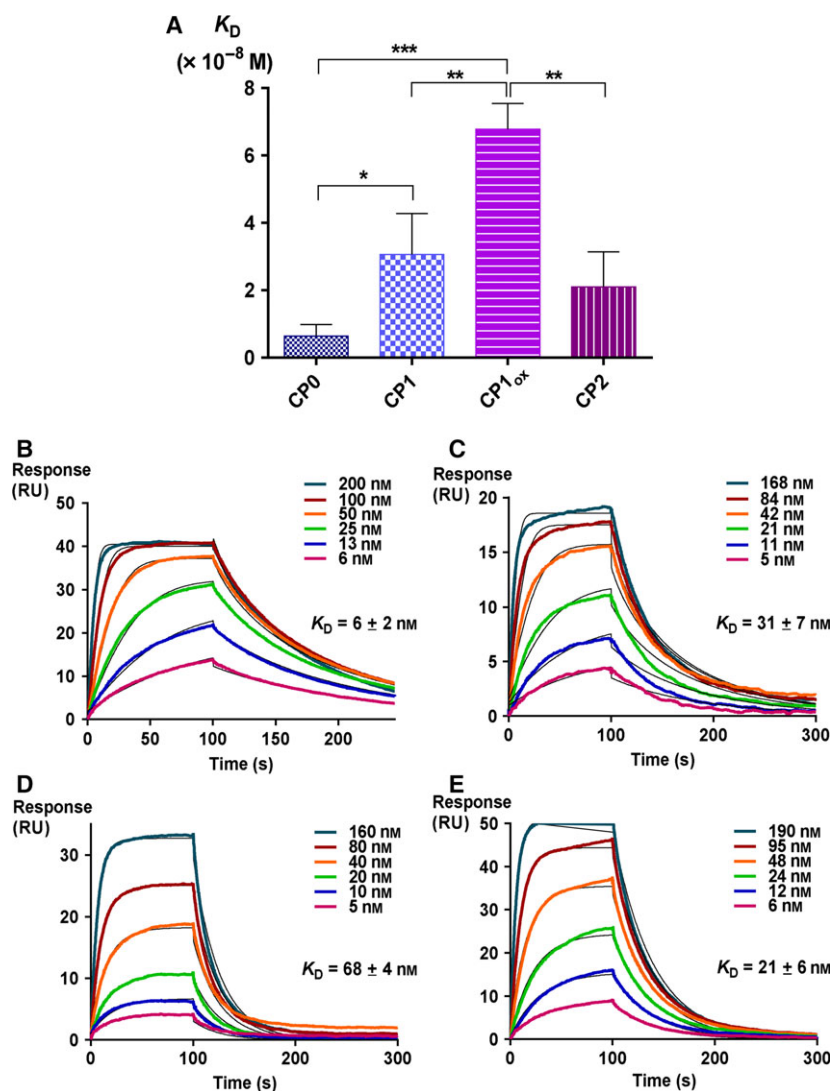 A
K_D
(× 10⁻⁸ M)
***
** **
*
8
6
4
2
0
CP0 CP1 CP1ox CP2
B
Response
(RU)
200 nM
100 nM
50 nM
25 nM
13 nM
6 nM
K_D = 6 ± 2 nM
50
40
30
20
10
0
0 50 100 150 200
Time (s)
C
Response
(RU)
168 nM
84 nM
42 nM
21 nM
11 nM
5 nM
K_D = 31 ± 7 nM
20
15
10
5
0
0 100 200 300
Time (s)
D
Response
(RU)
160 nM
80 nM
40 nM
20 nM
10 nM
5 nM
K_D = 68 ± 4 nM
30
20
10
0
0 100 200 300
Time (s)
E
Response
(RU)
190 nM
95 nM
48 nM
24 nM
12 nM
6 nM
K_D = 21 ± 6 nM
50
40
30
20
10
0
0 100 200 300
Time (s)